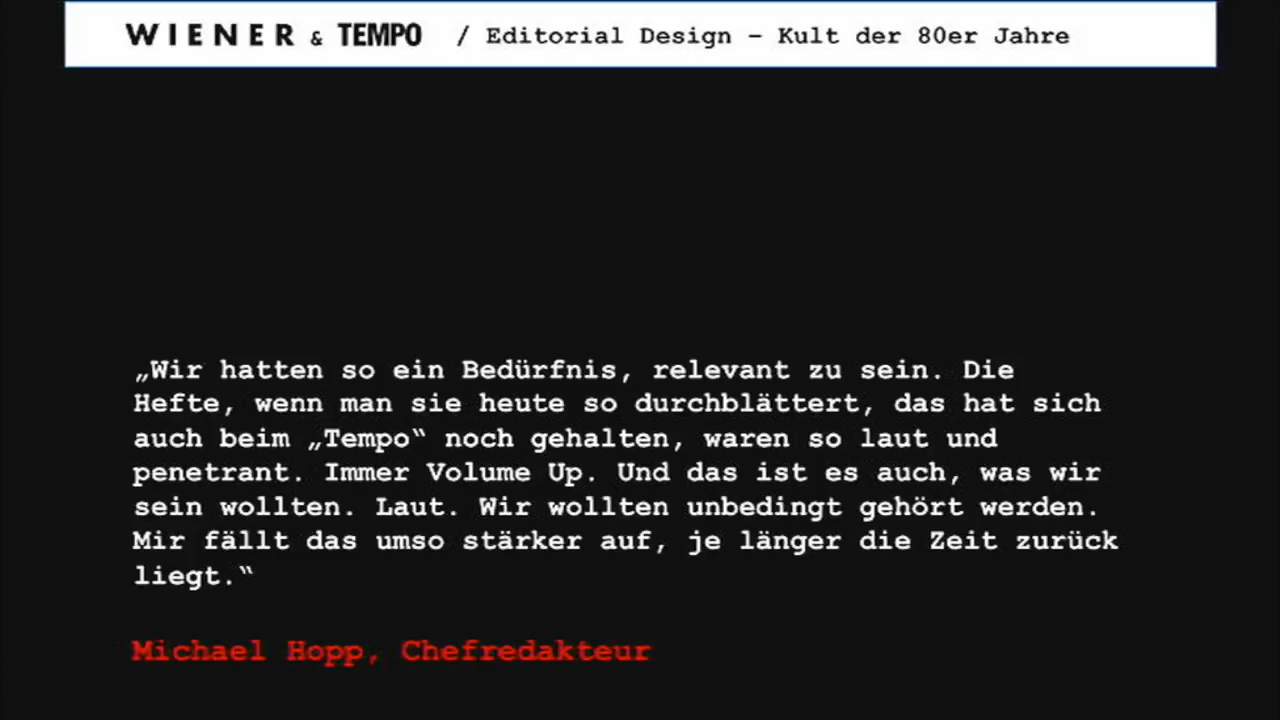 WIENER & TEMPO / Editorial Design – Kult der 80er Jahre
„Wir hatten so ein Bedürfnis, relevant zu sein. Die
Hefte, wenn man sie heute so durchblättert, das hat sich
auch beim „Tempo“ noch gehalten, waren so laut und
penetrant. Immer Volume Up. Und das ist es auch, was wir
sein wollten. Laut. Wir wollten unbedingt gehört werden.
Mir fällt das umso stärker auf, je länger die Zeit zurück
liegt.“
Michael Hopp, Chefredakteur